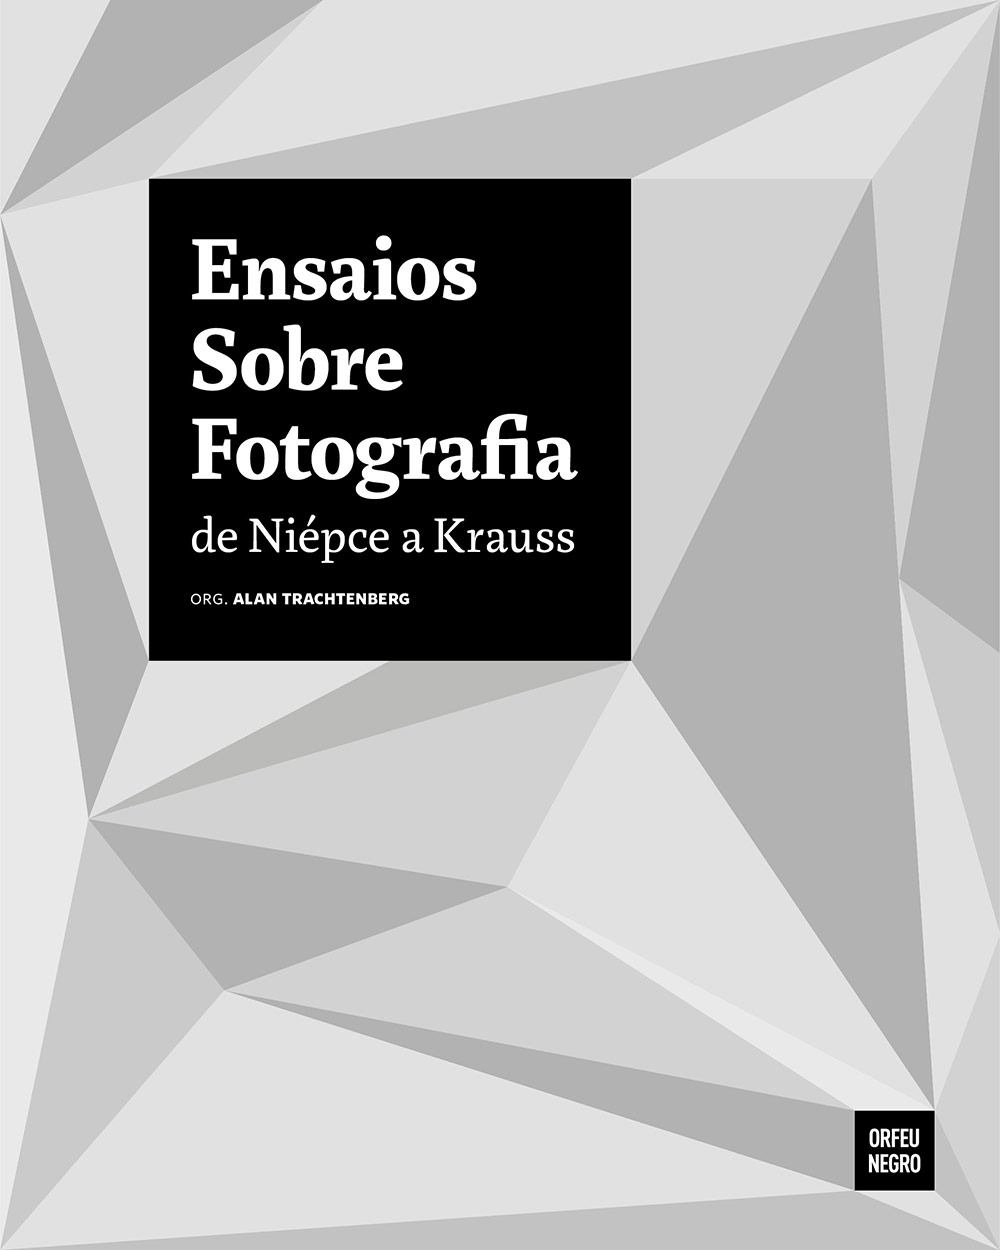 Ensaios
Sobre
Fotografia
de Niépce a Krauss
ORG. ALAN TRACHTENBERG
ORFEU
NEGRO